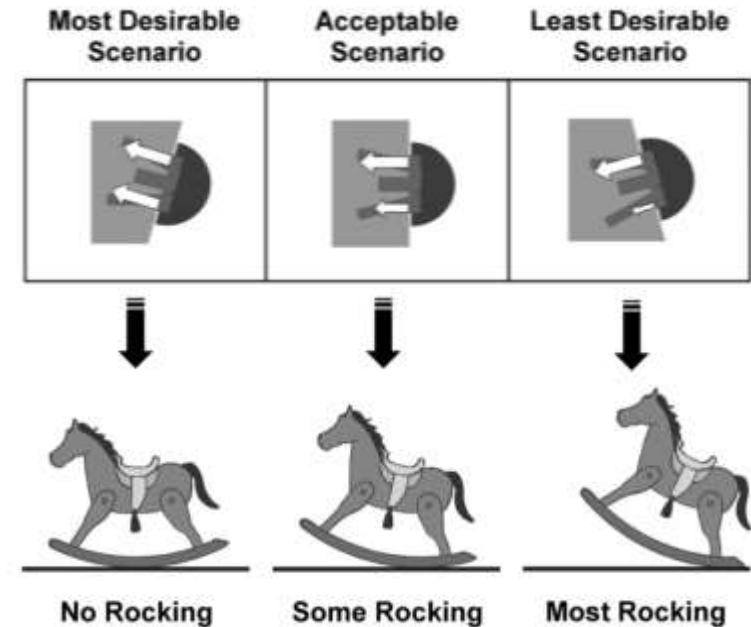 Most Desirable
Scenario
Acceptable
Scenario
Least Desirable
Scenario
No Rocking
Some Rocking
Most Rocking